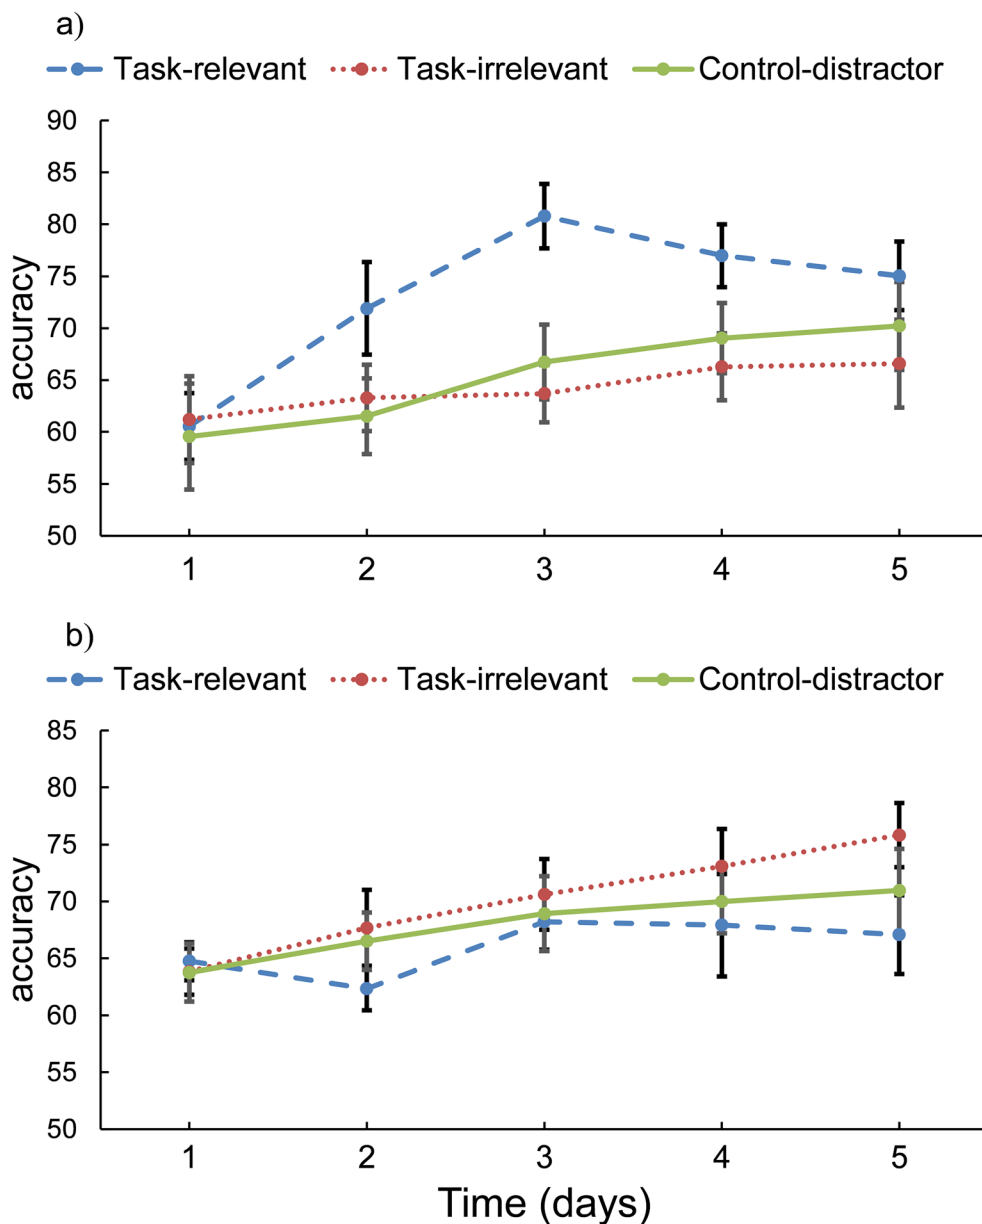 a)
Task-relevant Task-irrelevant Control-distractor
90
85
80
75
70
65
60
55
50
accuracy
1 2 3 4 5
b)
Task-relevant Task-irrelevant Control-distractor
85
80
75
70
65
60
55
50
accuracy
1 2 3 4 5
Time (days)